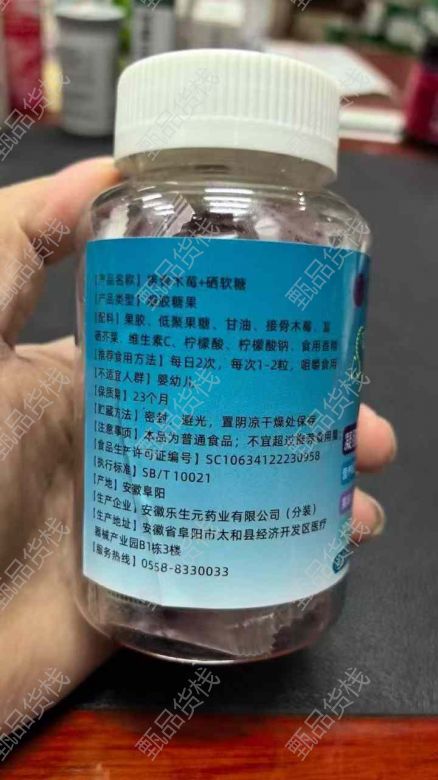 【产品名称】接骨木莓+硒软糖
【产品类型】凝胶糖果
【配料】果胶、低聚果糖、甘油、接骨木莓、富
硒芥菜、维生素C、柠檬酸、柠檬酸钠、食用香精
【推荐食用方法】每日2次，每次1-2粒，咀嚼食用
【不适宜人群】婴幼儿
【保质期】23个月
【贮藏方法】密封、避光，置阴凉干燥处保存
【注意事项】本品为普通食品；不宜超过推荐食用量
【食品生产许可证编号】SC10634122230958
【执行标准】SB/T 10021
【产地】安徽阜阳
【生产企业】安徽乐生元药业有限公司（分装）
【生产地址】安徽省阜阳市太和县经济开发区医疗
器械产业园B1栋3楼
【服务热线】0558-8330033
甄品货栈